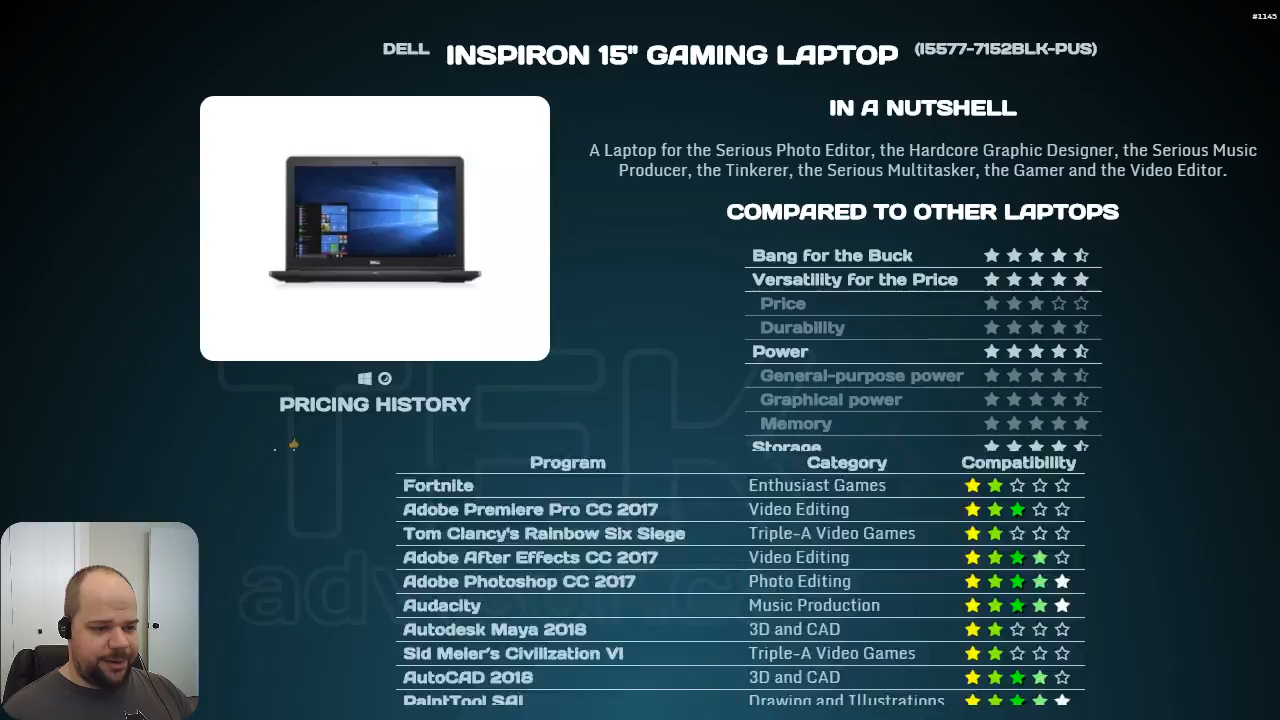 #1145
DELL INSPIRON 15" GAMING LAPTOP (I5577-7152BLK-PUS)
IN A NUTSHELL
A Laptop for the Serious Photo Editor, the Hardcore Graphic Designer, the Serious Music
Producer, the Tinkerer, the Serious Multitasker, the Gamer and the Video Editor.
COMPARED TO OTHER LAPTOPS
Bang for the Buck
Versatility for the Price
Price
Durability
Power
General-purpose power
Graphical power
Memory
Storage
PRICING HISTORY
Program Category Compatibility
Fortnite Enthusiast Games
Adobe Premiere Pro CC 2017 Video Editing
Tom Clancy's Rainbow Six Siege Triple-A Video Games
Adobe After Effects CC 2017 Video Editing
Adobe Photoshop CC 2017 Photo Editing
Audacity Music Production
Autodesk Maya 2018 3D and CAD
Sid Meier's Civilization VI Triple-A Video Games
AutoCAD 2018 3D and CAD
PaintTool SAI Drawing and Illustrations